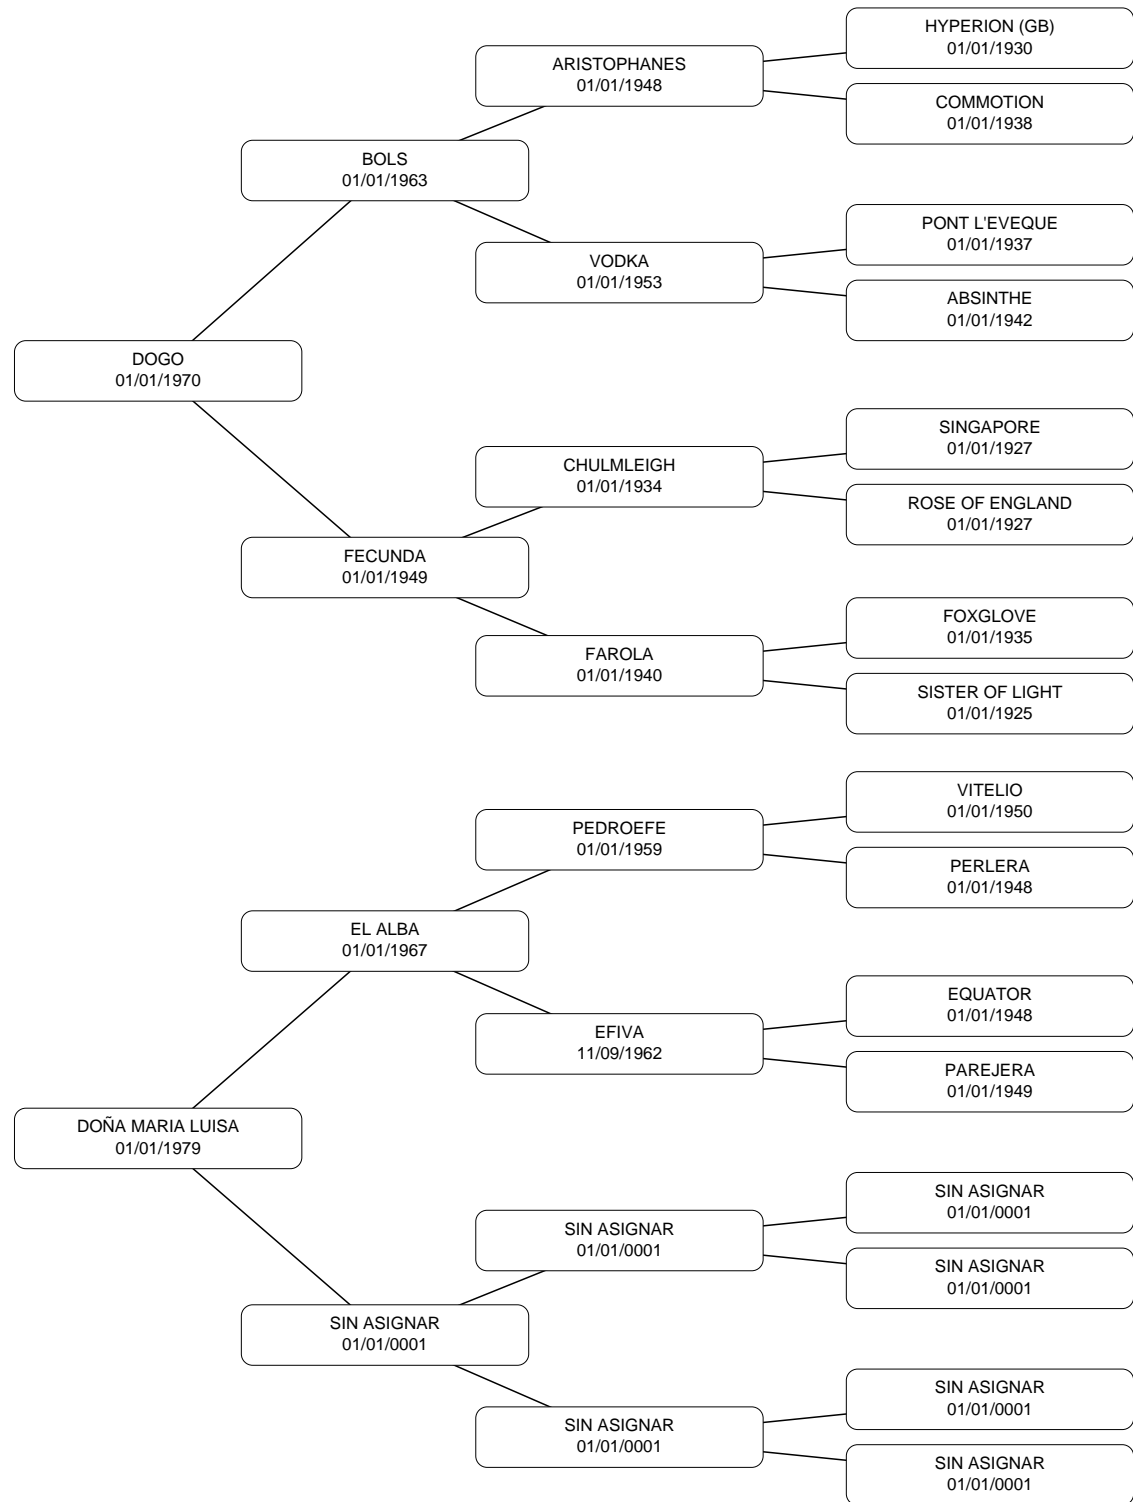 HYPERION (GB)
01/01/1930
ARISTOPHANES
01/01/1948
COMMOTION
01/01/1938
BOLS
01/01/1963
PONT L'EVEQUE
01/01/1937
VODKA
01/01/1953
ABSINTHE
01/01/1942
DOGO
01/01/1970
SINGAPORE
01/01/1927
CHULMLEIGH
01/01/1934
ROSE OF ENGLAND
01/01/1927
FECUNDA
01/01/1949
FOXGLOVE
01/01/1935
FAROLA
01/01/1940
SISTER OF LIGHT
01/01/1925
VITELIO
01/01/1950
PEDROEFE
01/01/1959
PERLERA
01/01/1948
EL ALBA
01/01/1967
EQUATOR
01/01/1948
EFIVA
11/09/1962
PAREJERA
01/01/1949
DOÑA MARIA LUISA
01/01/1979
SIN ASIGNAR
01/01/0001
SIN ASIGNAR
01/01/0001
SIN ASIGNAR
01/01/0001
SIN ASIGNAR
01/01/0001
SIN ASIGNAR
01/01/0001
SIN ASIGNAR
01/01/0001
SIN ASIGNAR
01/01/0001